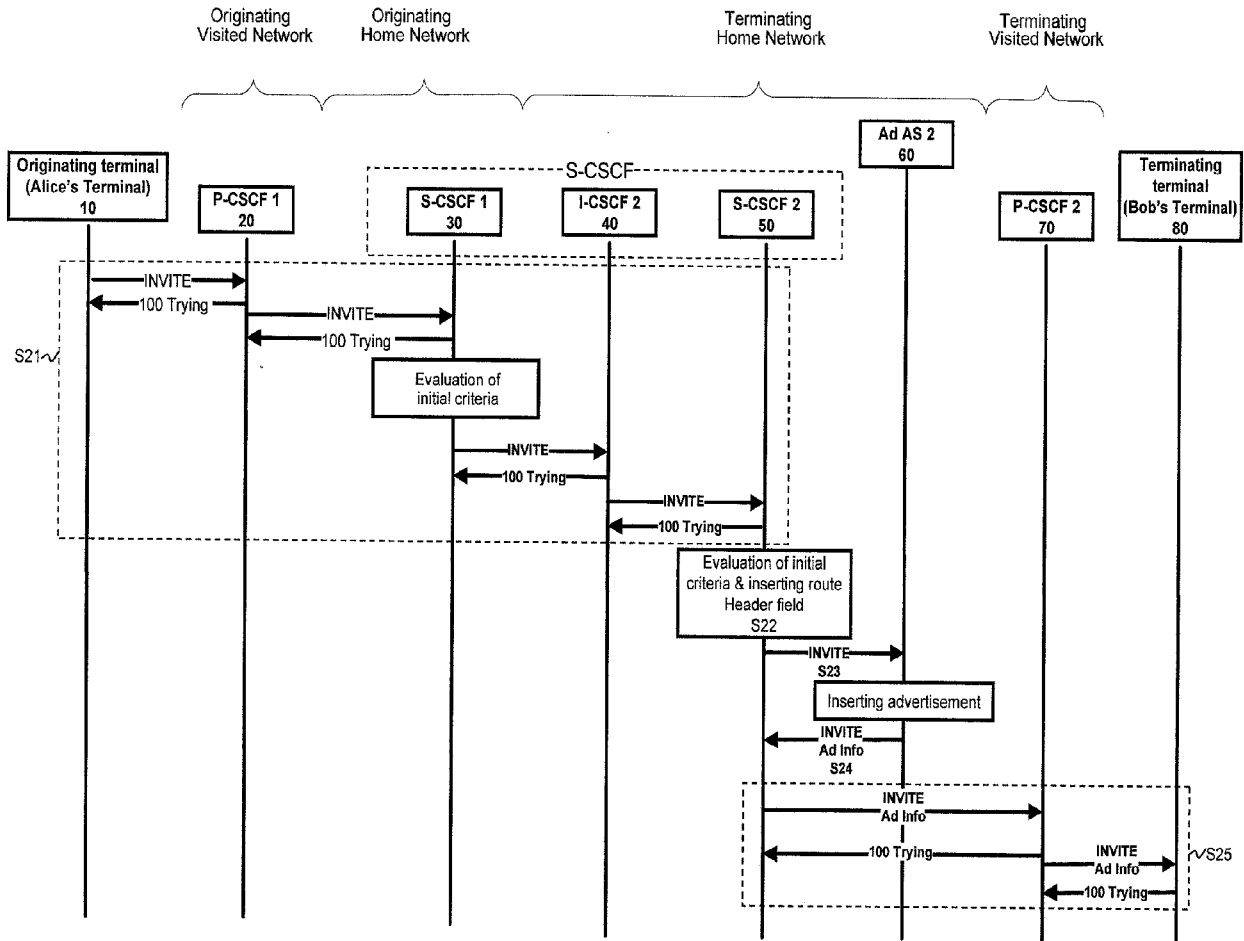 Originating
Visited Network
Originating
Home Network
Terminating
Home Network
Terminating
Visited Network
Originating terminal
(Alice's Terminal)
10
P-CSCF 1
20
S-CSCF
S-CSCF 1
30
I-CSCF 2
40
S-CSCF 2
50
Ad AS 2
60
P-CSCF 2
70
Terminating
terminal
(Bob's Terminal)
80
INVITE
100 Trying
INVITE
100 Trying
S21
Evaluation of
initial criteria
INVITE
100 Trying
INVITE
100 Trying
Evaluation of initial
criteria & inserting route
Header field
S22
INVITE
S23
Inserting advertisement
INVITE
Ad Info
S24
INVITE
Ad Info
100 Trying
INVITE
Ad Info
S25
100 Trying